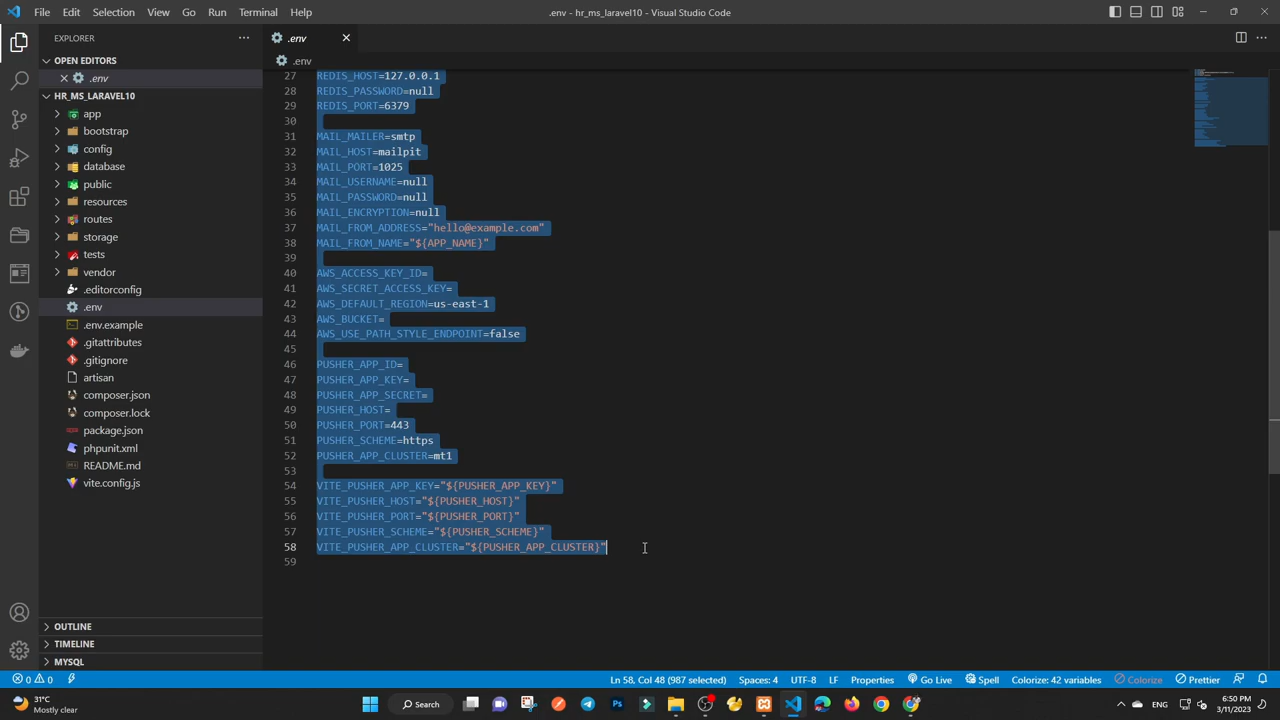 File Edit Selection View Go Run Terminal Help
.env - hr_ms_laravel10 - Visual Studio Code
EXPLORER
OPEN EDITORS
.env
HR_MS_LARAVEL10
app
bootstrap
config
database
public
resources
routes
storage
tests
vendor
.editorconfig
.env
.env.example
.gitattributes
.gitignore
artisan
composer.json
composer.lock
package.json
phpunit.xml
README.md
vite.config.js
OUTLINE
TIMELINE
MYSQL
.env
.env
27 REDIS_HOST=127.0.0.1
28 REDIS_PASSWORD=null
29 REDIS_PORT=6379
30
31 MAIL_MAILER=smtp
32 MAIL_HOST=mailpit
33 MAIL_PORT=1025
34 MAIL_USERNAME=null
35 MAIL_PASSWORD=null
36 MAIL_ENCRYPTION=null
37 MAIL_FROM_ADDRESS="hello@example.com"
38 MAIL_FROM_NAME="${APP_NAME}"
39
40 AWS_ACCESS_KEY_ID=
41 AWS_SECRET_ACCESS_KEY=
42 AWS_DEFAULT_REGION=us-east-1
43 AWS_BUCKET=
44 AWS_USE_PATH_STYLE_ENDPOINT=false
45
46 PUSHER_APP_ID=
47 PUSHER_APP_KEY=
48 PUSHER_APP_SECRET=
49 PUSHER_HOST=
50 PUSHER_PORT=443
51 PUSHER_SCHEME=https
52 PUSHER_APP_CLUSTER=mt1
53
54 VITE_PUSHER_APP_KEY="${PUSHER_APP_KEY}"
55 VITE_PUSHER_HOST="${PUSHER_HOST}"
56 VITE_PUSHER_PORT="${PUSHER_PORT}"
57 VITE_PUSHER_SCHEME="${PUSHER_SCHEME}"
58 VITE_PUSHER_APP_CLUSTER="${PUSHER_APP_CLUSTER}"
59
0 0 Ln 58, Col 48 (987 selected) Spaces: 4 UTF-8 LF Properties Go Live Spell Colorize: 42 variables Colorize Prettier
31°C
Mostly clear
Search
Ps
ENG
6:50 PM
3/11/2023